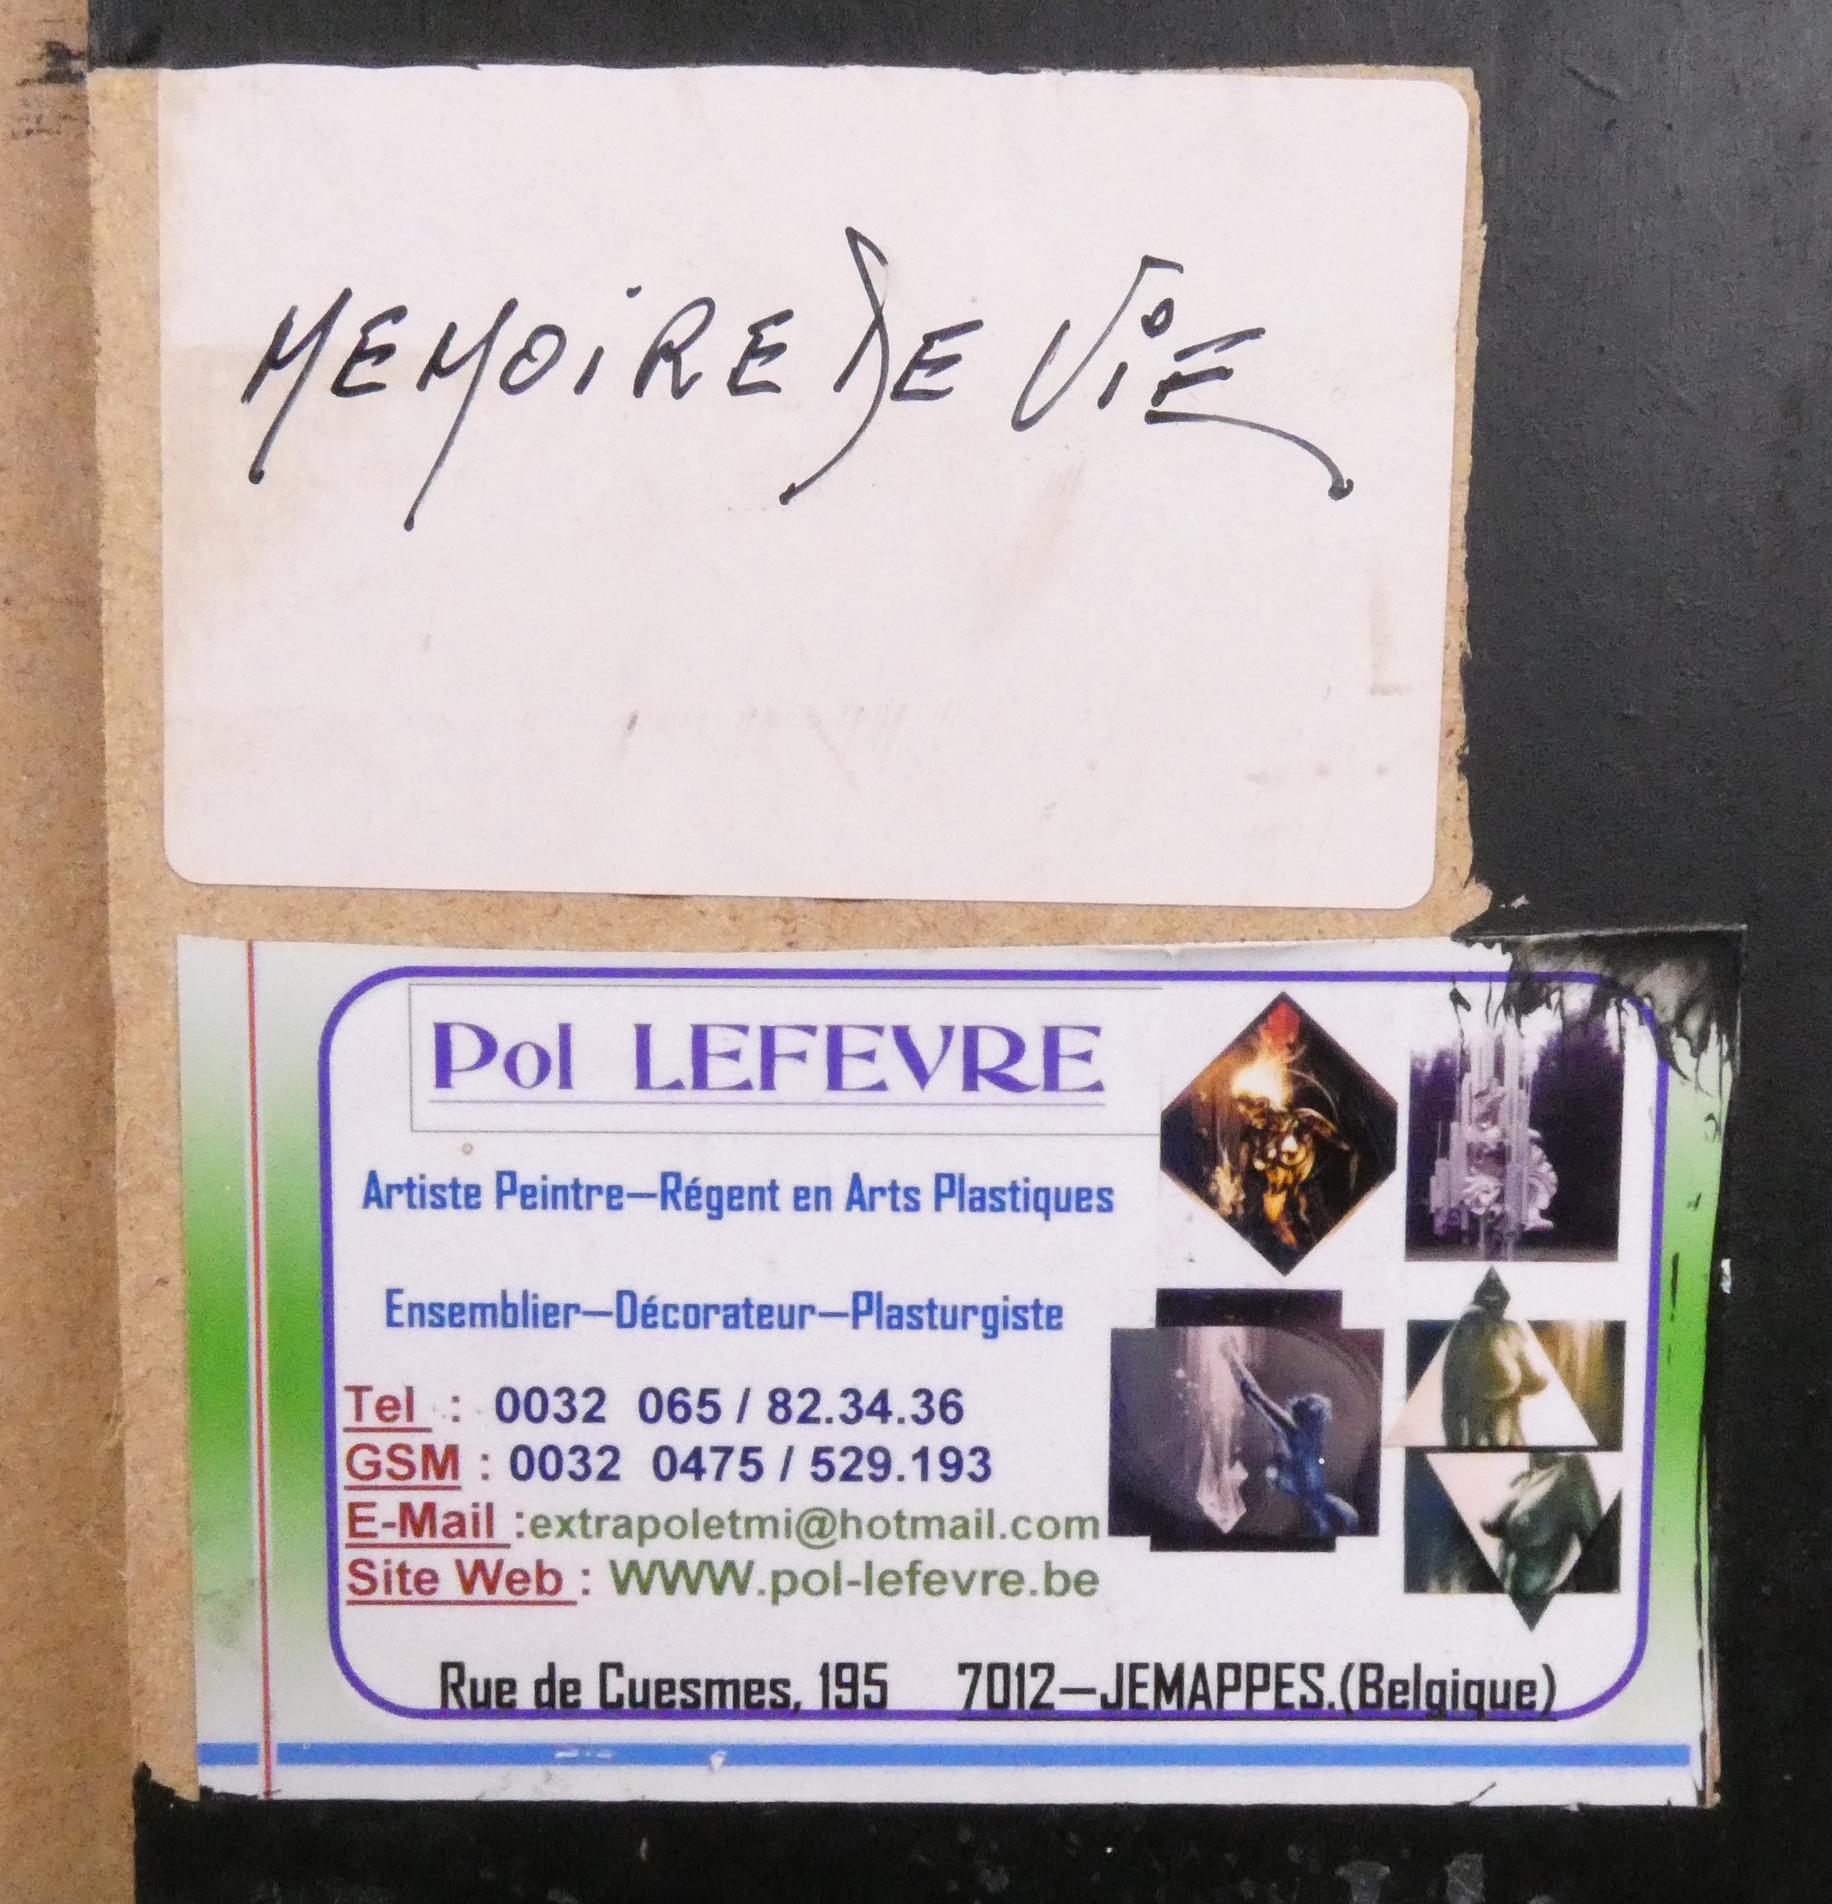 MEMOiRE DE ViE
Pol LEFEVRE
Artiste Peintre—Régent en Arts Plastiques
Ensemblier—Décorateur—Plasturgiste
Tel : 0032 065 / 82.34.36
GSM : 0032 0475 / 529.193
E-Mail :extrapoletmi@hotmail.com
Site Web : WWW.pol-lefevre.be
Rue de Cuesmes, 195 7012—JEMAPPES.(Belgique)